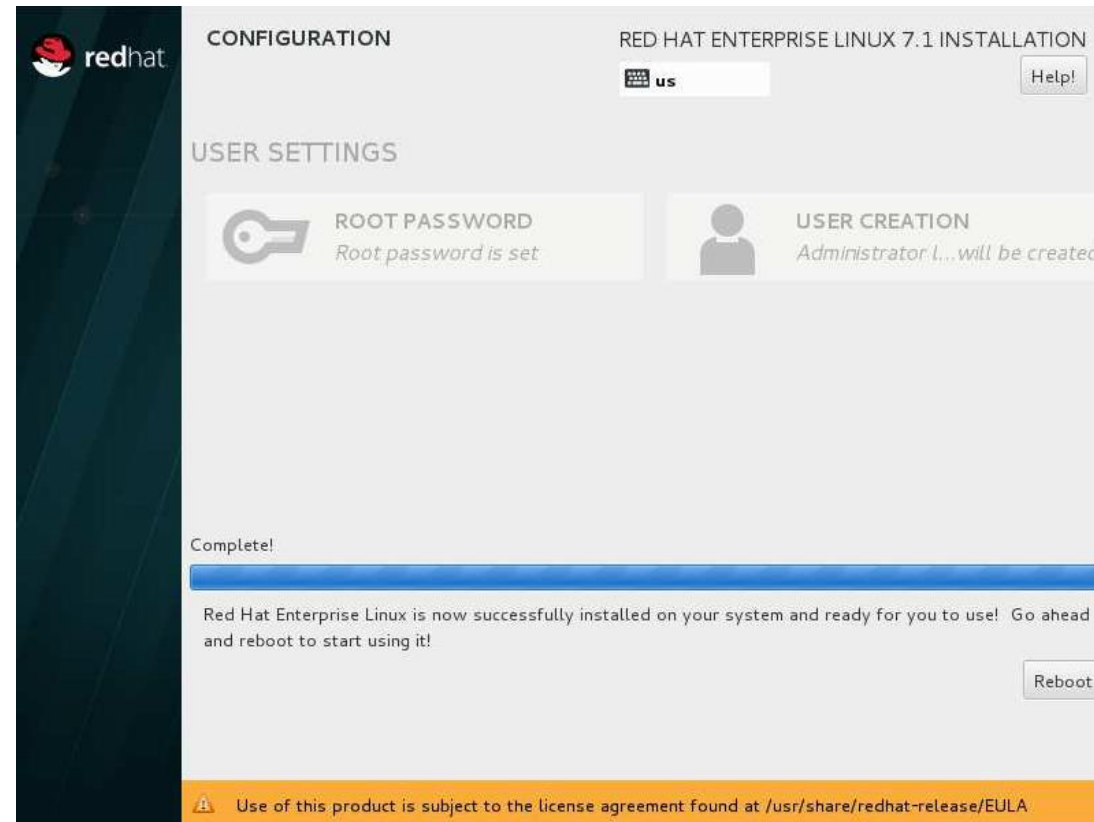 redhat
CONFIGURATION
RED HAT ENTERPRISE LINUX 7.1 INSTALLATION
us
Help!
USER SETTINGS
ROOT PASSWORD
Root password is set
USER CREATION
Administrator l...will be created
Complete!
Red Hat Enterprise Linux is now successfully installed on your system and ready for you to use! Go ahead
and reboot to start using it!
Reboot
Use of this product is subject to the license agreement found at /usr/share/redhat-release/EULA